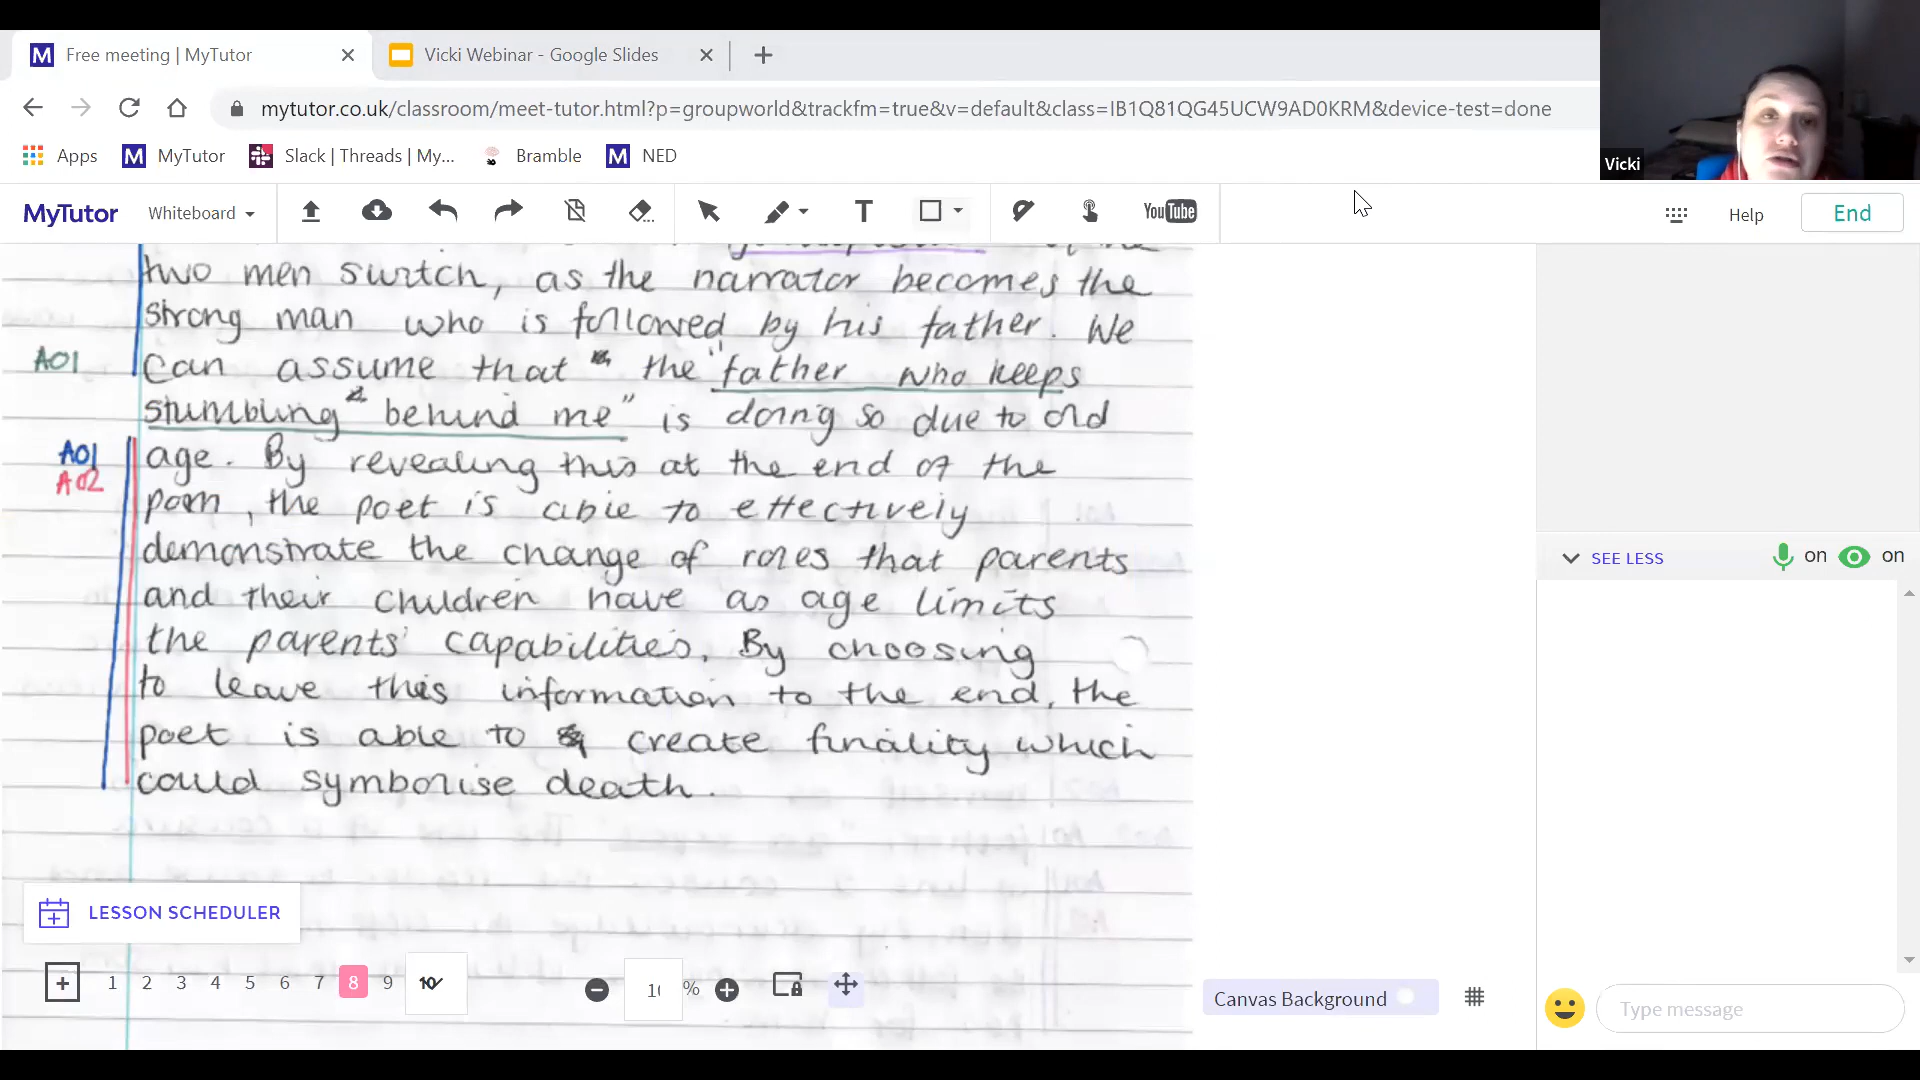 Free meeting | MyTutor
Vicki Webinar - Google Slides
mytutor.co.uk/classroom/meet-tutor.html?p=groupworld&trackfm=true&v=default&class=IB1Q81QG45UCW9AD0KRM&device-test=done
Apps
MyTutor
Slack | Threads | My...
Bramble
NED
Vicki
MyTutor
Whiteboard
T
YouTube
Help
End
two men switch, as the narrator becomes the
strong man who is followed by his father. We
A01 can assume that the "father who keeps
stumbling behind me" is doing so due to old
A01 age. By revealing this at the end of the
A02 poem, the poet is able to effectively
demonstrate the change of roles that parents
and their children have as age limits
the parents' capabilities. By choosing
to leave this information to the end, the
poet is able to create finality which
could symbolise death.
SEE LESS
on
on
LESSON SCHEDULER
1 2 3 4 5 6 7 8 9 10
%
Canvas Background
Type message